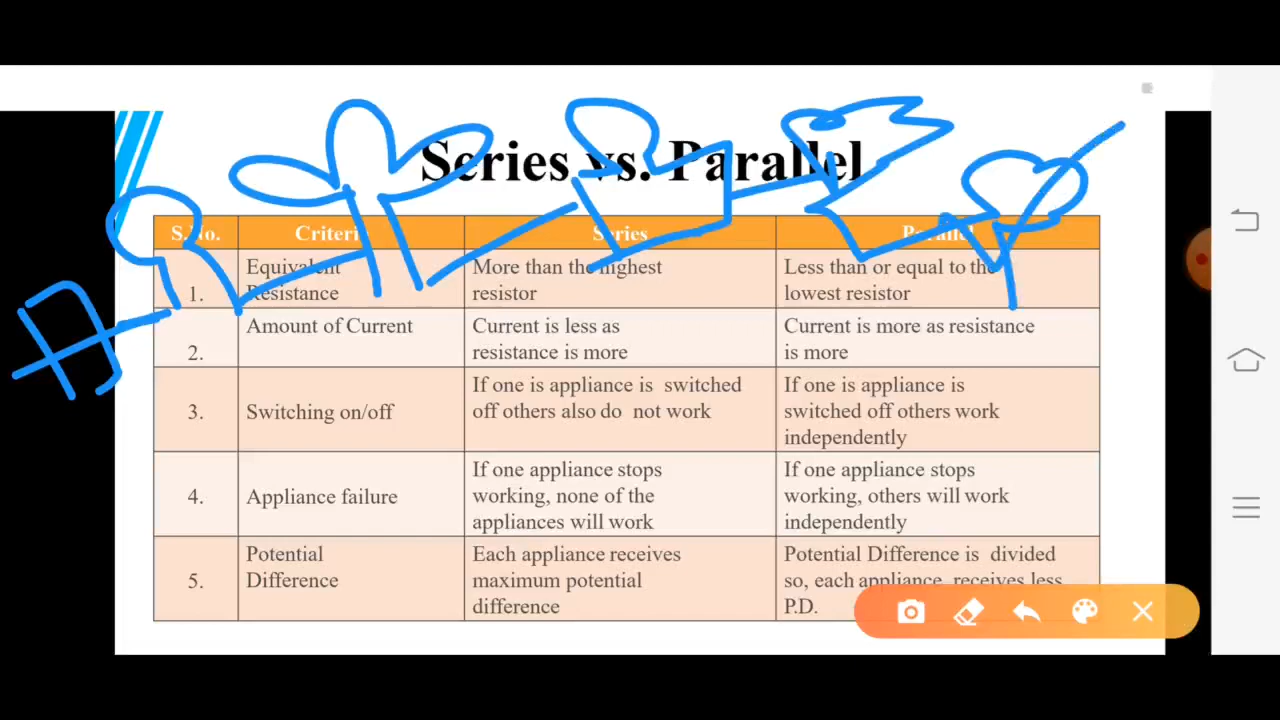 Series vs. Parallel
S.No.
Criteria
Series
Parallel
1.
Equivalent
Resistance
More than the highest
resistor
Less than or equal to the
lowest resistor
2.
Amount of Current
Current is less as
resistance is more
Current is more as resistance
is more
3.
Switching on/off
If one is appliance is switched
off others also do not work
If one is appliance is
switched off others work
independently
4.
Appliance failure
If one appliance stops
working, none of the
appliances will work
If one appliance stops
working, others will work
independently
5.
Potential
Difference
Each appliance receives
maximum potential
difference
Potential Difference is divided
so, each appliance receives less
P.D.